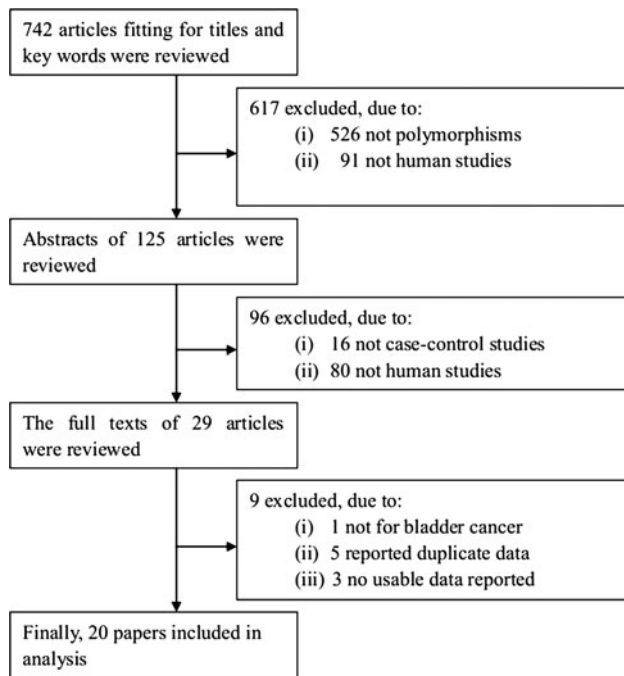 742 articles fitting for titles and
key words were reviewed
617 excluded, due to:
(i) 526 not polymorphisms
(ii) 91 not human studies
Abstracts of 125 articles were
reviewed
96 excluded, due to:
(i) 16 not case-control studies
(ii) 80 not human studies
The full texts of 29 articles
were reviewed
9 excluded, due to:
(i) 1 not for bladder cancer
(ii) 5 reported duplicate data
(iii) 3 no usable data reported
Finally, 20 papers included in
analysis